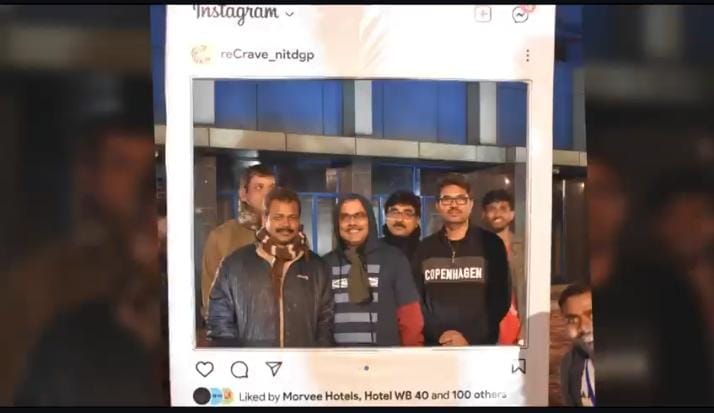 Instagram
reCrave_nitdgp
COPENHAGEN
Liked by Morvee Hotels, Hotel WB 40 and 100 others